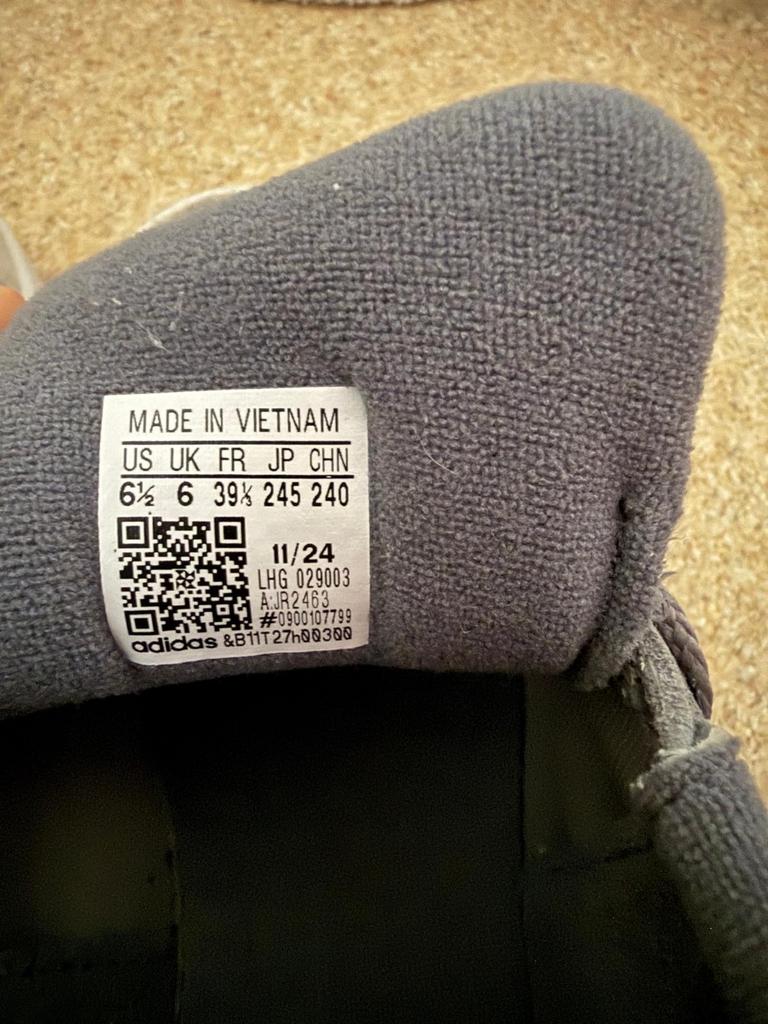 MADE IN VIETNAM
US UK FR JP CHN
6½ 6 39⅓ 245 240
11/24
LHG 029003
A:JR2463
#0900107799
adidas &B11T27h00300